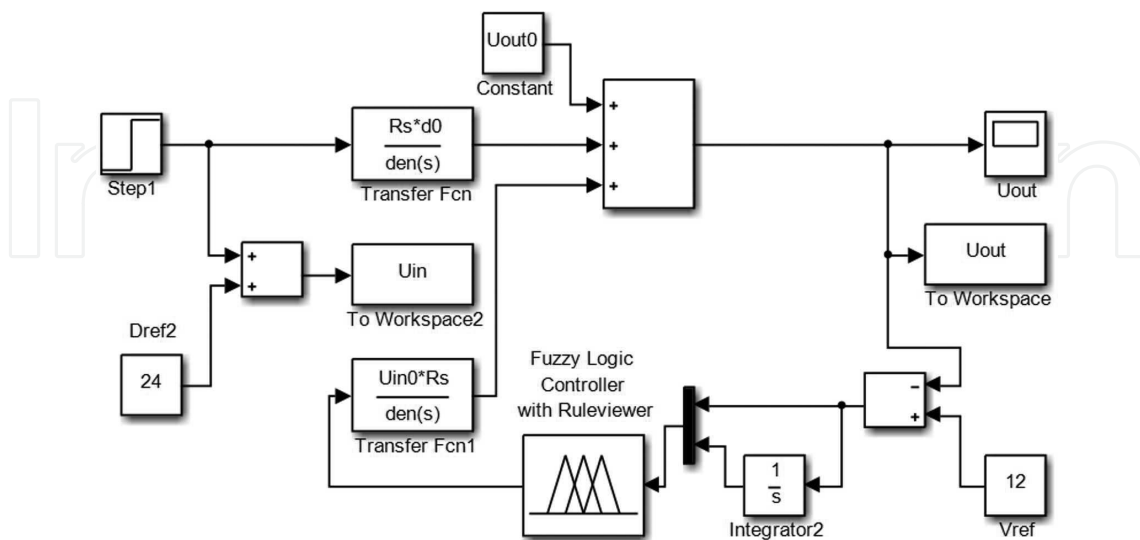 Uout0
Constant
+
+
+
Rs*d0
den(s)
Transfer Fcn
Step1
Uout
+
+
Uin
To Workspace2
Uout
To Workspace
Dref2
24
Uin0*Rs
den(s)
Transfer Fcn1
Fuzzy Logic
Controller
with Ruleviewer
-
+
1
s
Integrator2
12
Vref